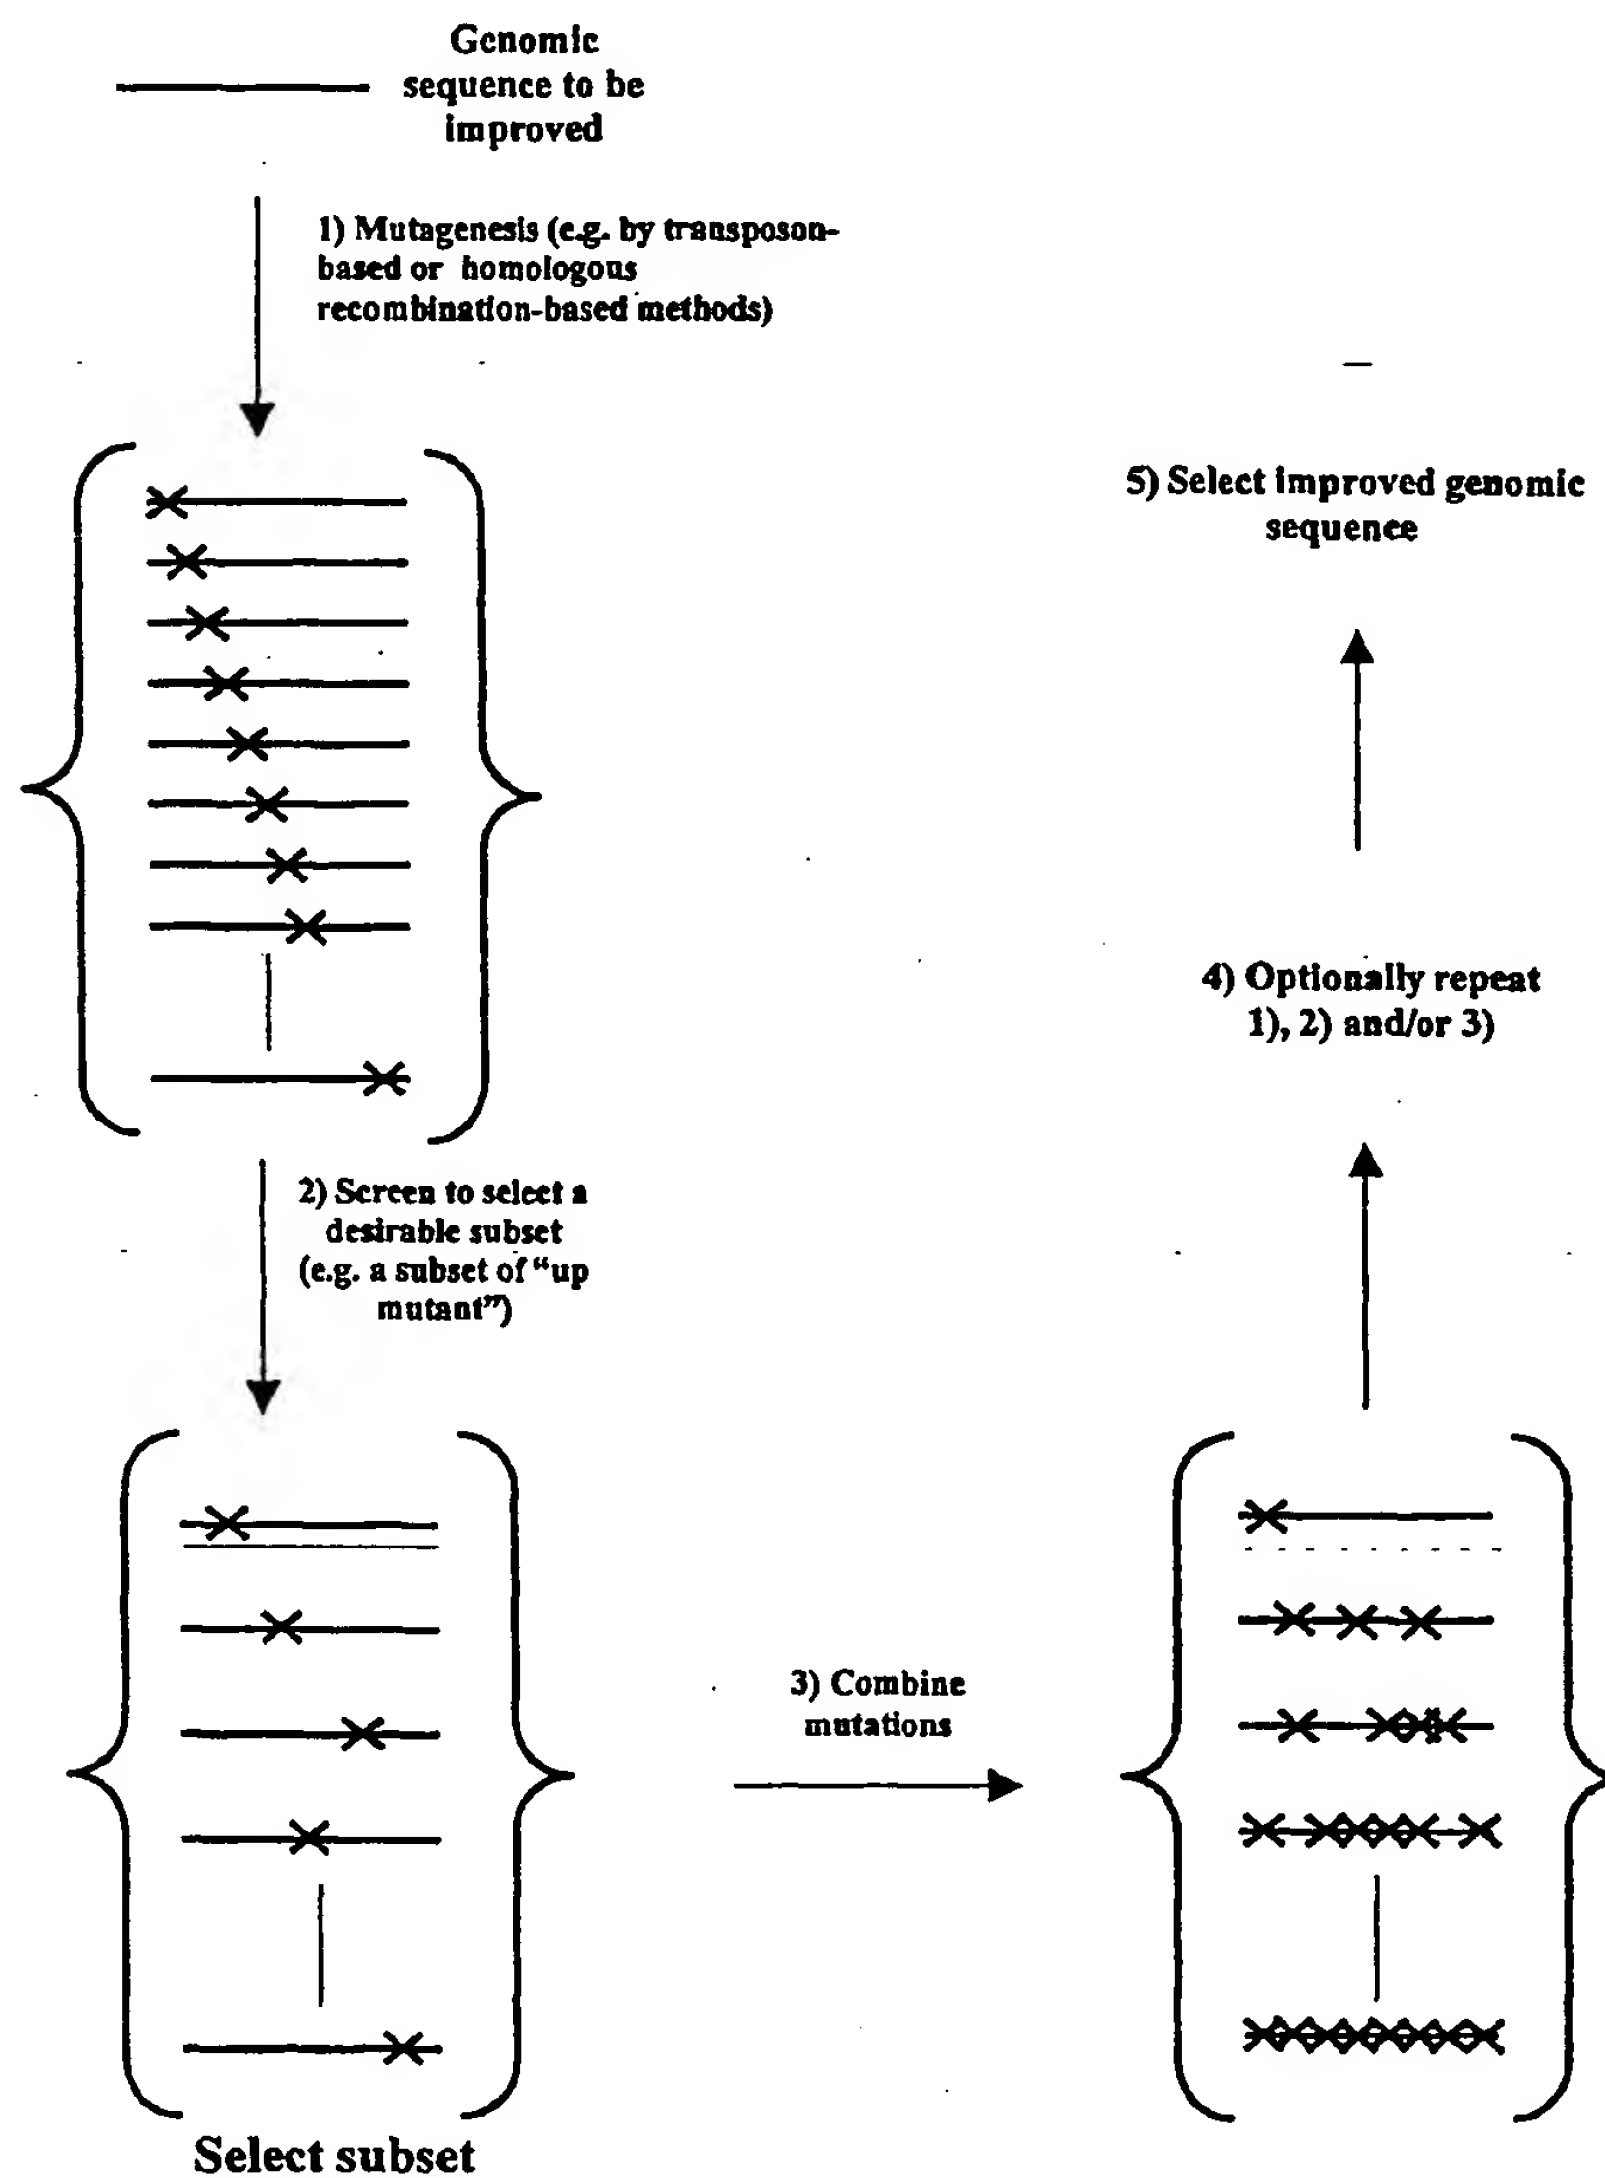 Genomic
sequence to be
improved
1) Mutagenesis (e.g. by transposon-
based or homologous
recombination-based methods)
5) Select improved genomic
sequence
4) Optionally repeat
1), 2) and/or 3)
2) Screen to select a
desirable subset
(e.g. a subset of “up
mutant”)
3) Combine
mutations
Select subset